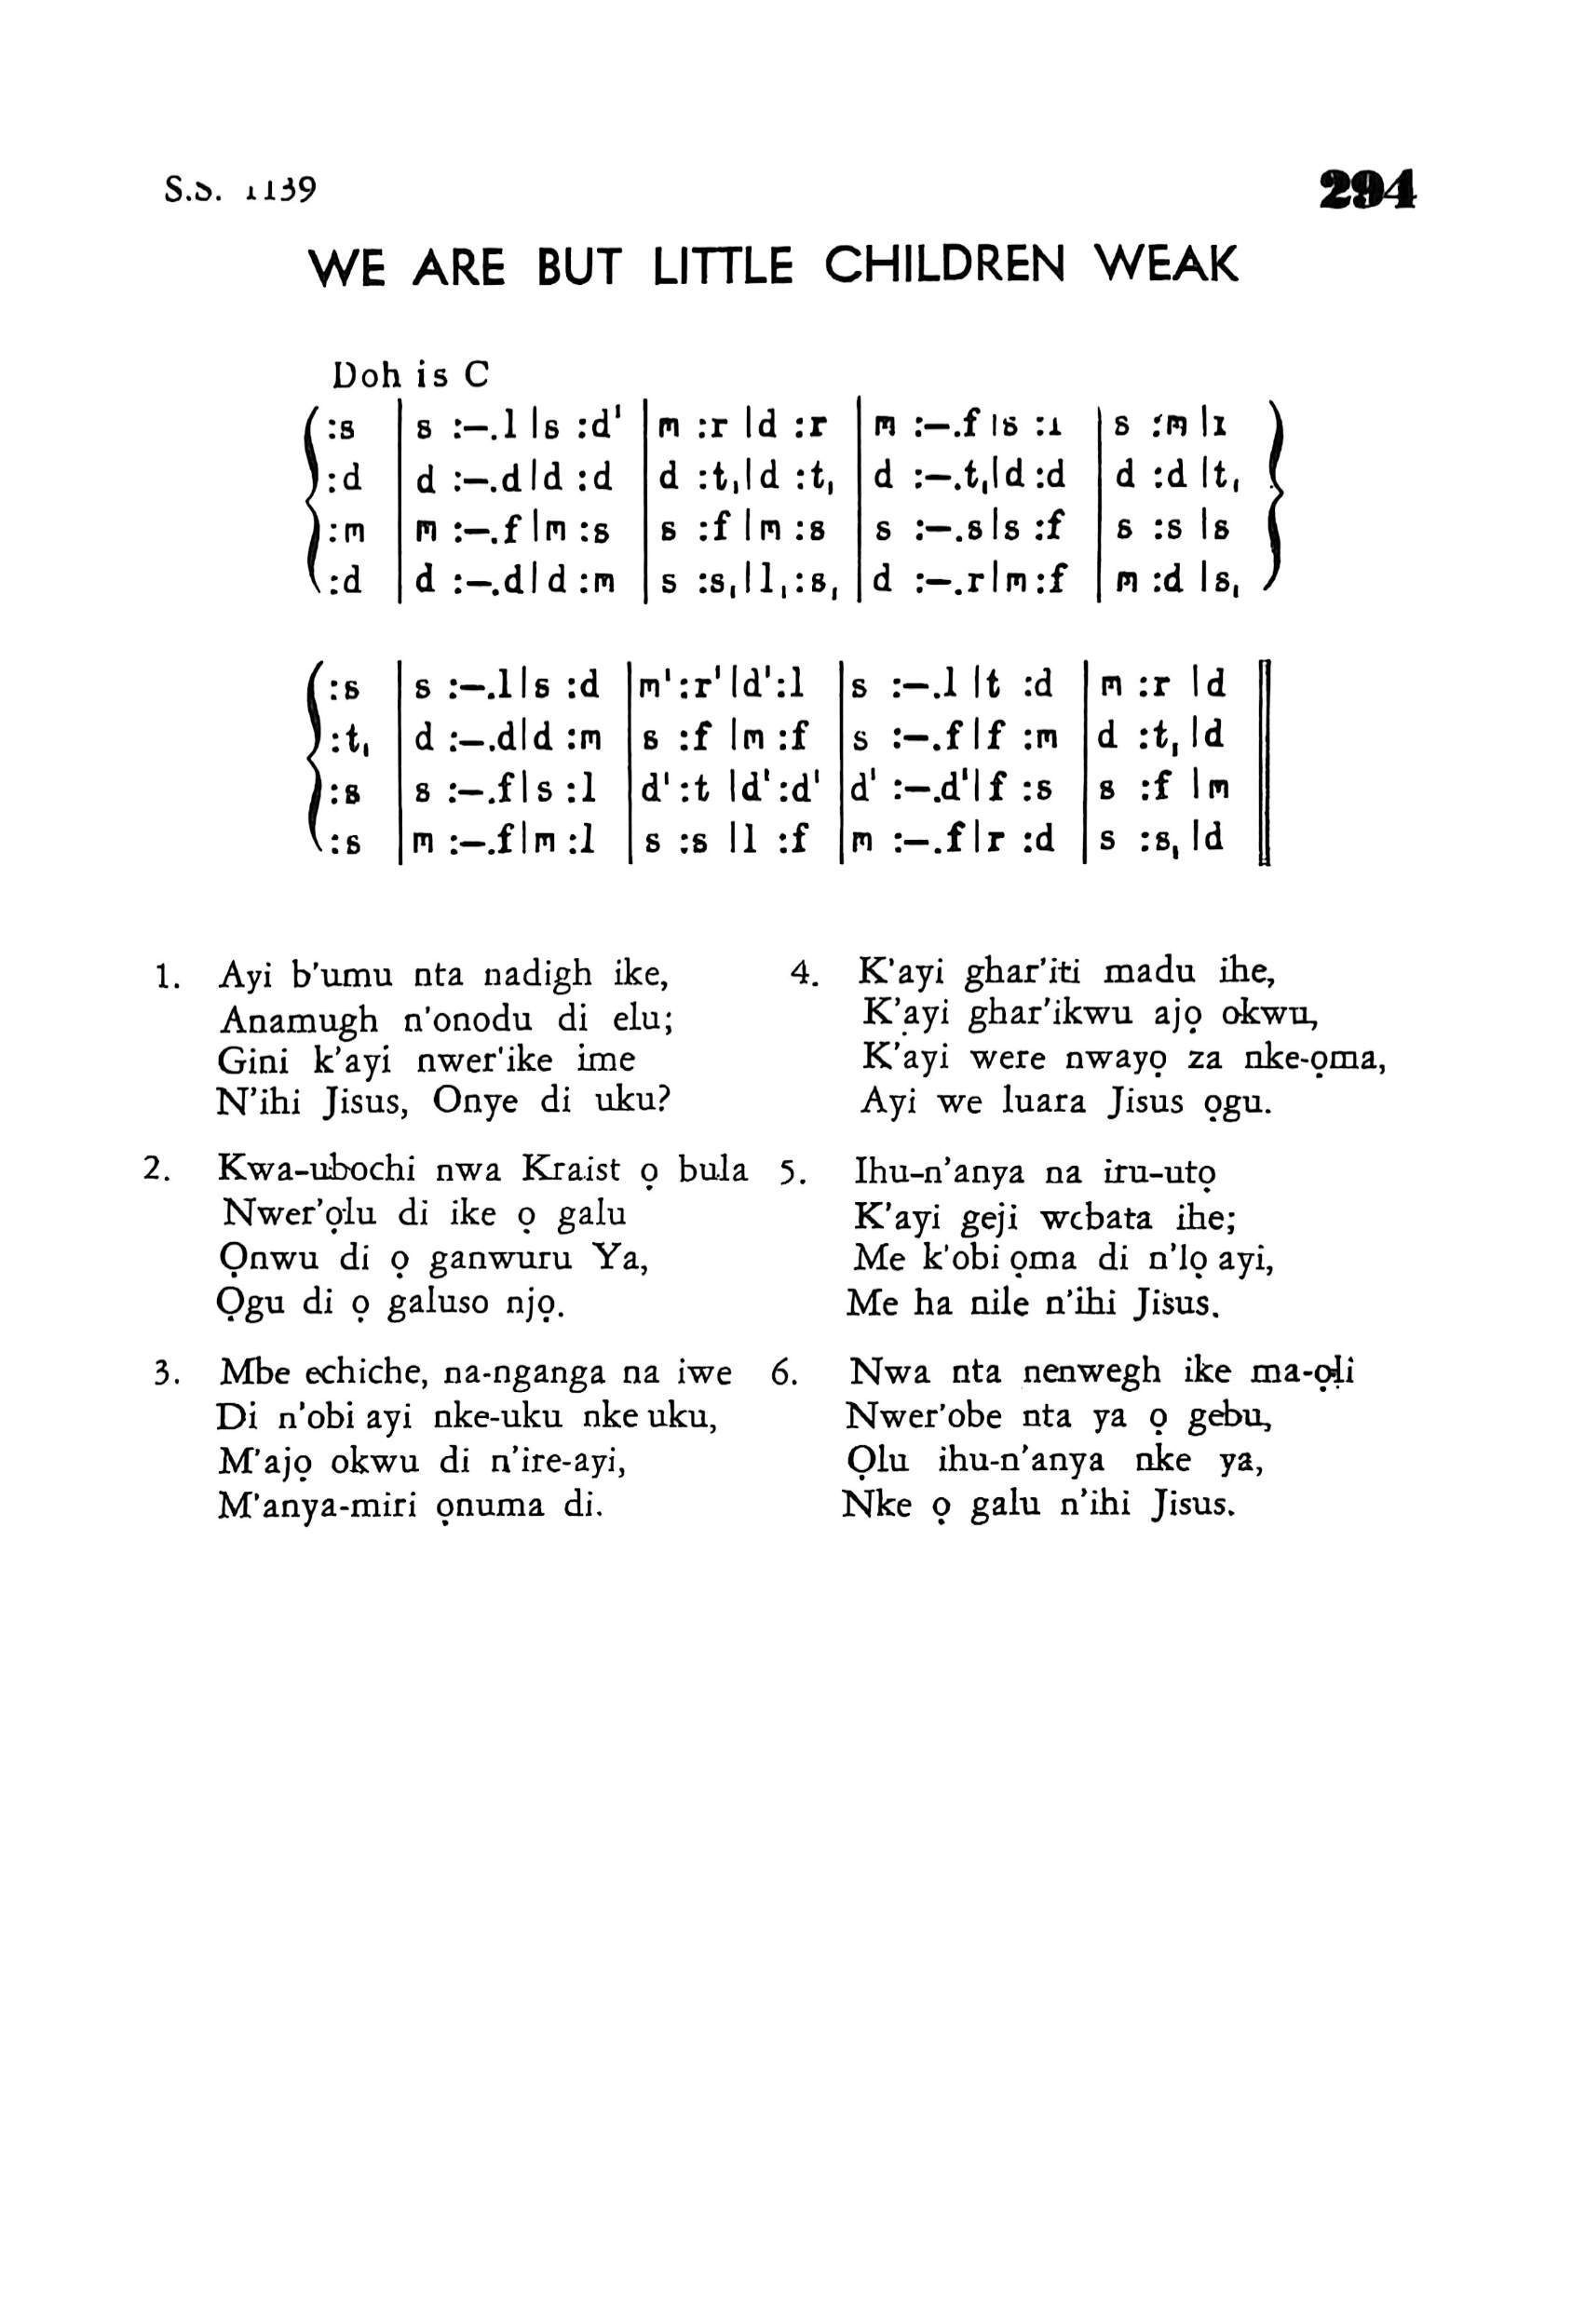 S.S. 1139
294
WE ARE BUT LITTLE CHILDREN WEAK
Doh is C
:s | s :–.l |s :d' | m :r |d :r | m :–.f |s :l | s :m |r
:d | d :–.d |d :d | d :t, |d :t, | d :–.t, |d :d | d :d |t,
:m | m :–.f |m :s | s :f |m :s | s :–.s |s :f | s :s |s
:d | d :–.d |d :m | s :s, |l, :s, | d :–.r |m :f | m :d |s,
:s | s :–.l |s :d | m' :r' |d' :l | s :–.l |t :d | m :r |d
:t, | d :–.d |d :m | s :f |m :f | s :–.f |f :m | d :t, |d
:s | s :–.f |s :l | d' :t |d' :d' | d' :–.d' |f :s | s :f |m
:s | m :–.f |m :l | s :s |l :f | m :–.f |r :d | s :s, |d
1. Ayi b'umu nta nadigh ike,
Anamugh n'onodu di elu;
Gini k'ayi nwer'ike ime
N'ihi Jisus, Onye di uku?
2. Kwa-ubochi nwa Kraist ọ bula
Nwer'ọlu di ike ọ galu
Ọnwu di ọ ganwuru Ya,
Ọgu di ọ galuso njọ.
3. Mbe echiche, na-nganga na iwe
Di n'obi ayi nke-uku nke uku,
M'ajọ okwu di n'ire-ayi,
M'anya-miri ọnuma di.
4. K'ayi ghar'iti madu ihe,
K'ayi ghar'ikwu ajọ okwu,
K'ayi were nwayọ za nke-ọma,
Ayi we luara Jisus ọgu.
5. Ihu-n'anya na iru-utọ
K'ayi geji wcbata ihe;
Me k'obi ọma di n'lọ ayi,
Me ha nile n'ihi Jisus.
6. Nwa nta nenwegh ike ma-ọli
Nwer'obe nta ya ọ gebu,
Ọlu ihu-n'anya nke ya,
Nke ọ galu n'ihi Jisus.